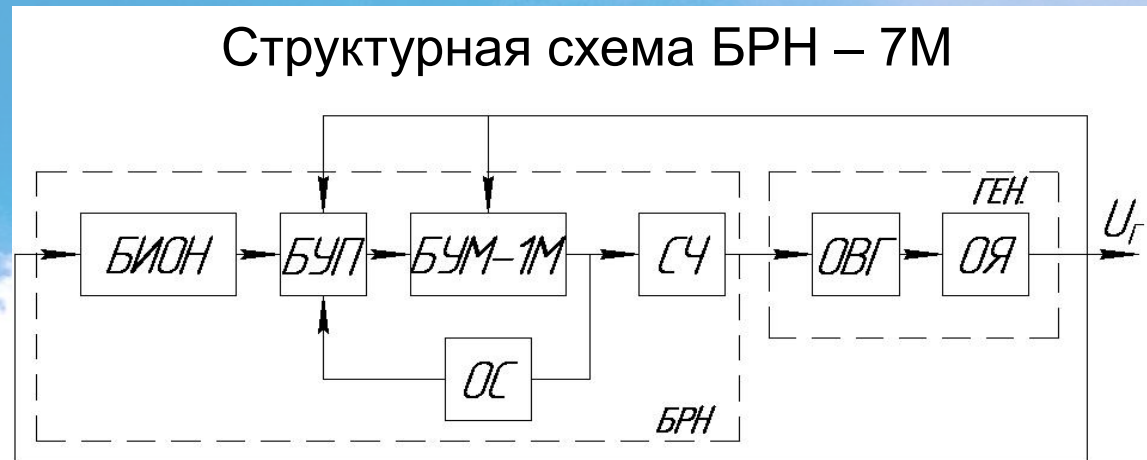 Структурная схема БРН – 7М
ГЕН.
Uг
БИОН
БУП
БУМ-1М
СЧ
ОВГ
ОЯ
ОС
БРН